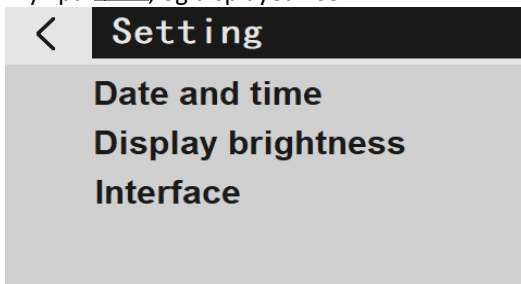 < Setting
Date and time
Display brightness
Interface